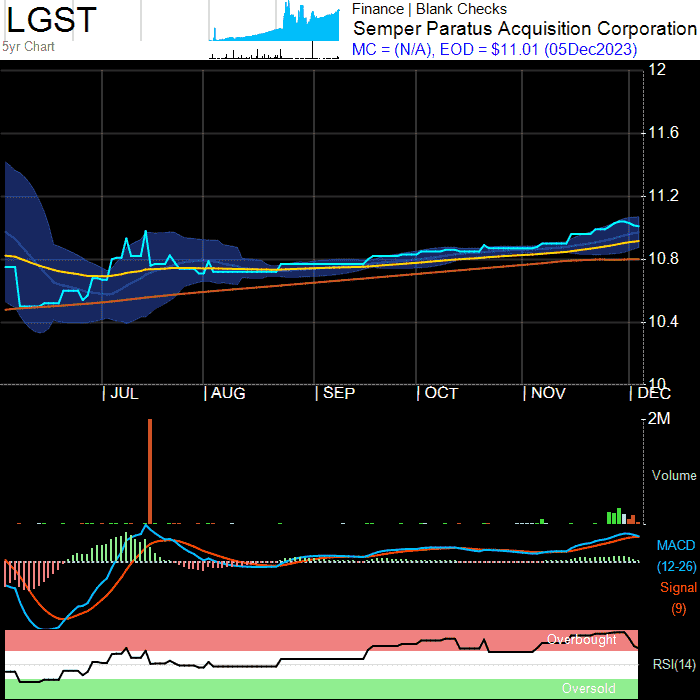 LGST
5yr Chart
Finance | Blank Checks
Semper Paratus Acquisition Corporation
MC = (N/A), EOD = $11.01 (05Dec2023)
12
11.6
11.2
10.8
10.4
10
JUL AUG SEP OCT NOV DEC
2M
Volume
MACD
(12-26)
Signal
(9)
Overbought
RSI(14)
Oversold